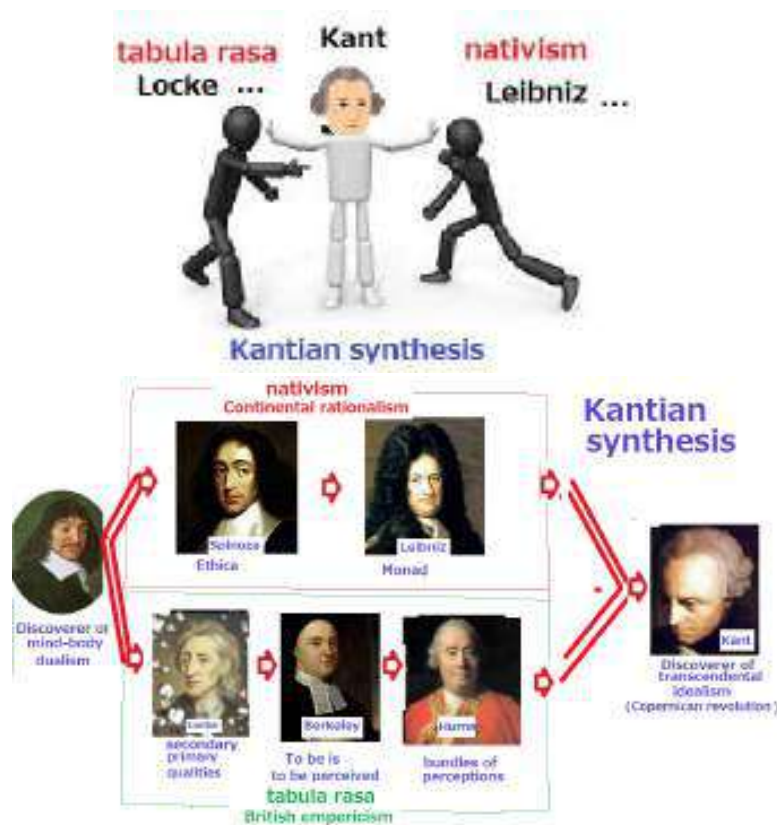 Kant
tabula rasa
Locke ...
nativism
Leibniz ...
Kantian synthesis
nativism
Continental rationalism
Kantian
synthesis
Spinoza
Ethica
Leibniz
Monad
Discoverer of
mind-body
dualism
Locke
secondary
primary
qualities
Berkeley
To be is
to be perceived
Hume
bundles of
perceptions
Kant
Discoverer of
transcendental
idealism
(Copernican revolution)
tabula rasa
British empericism